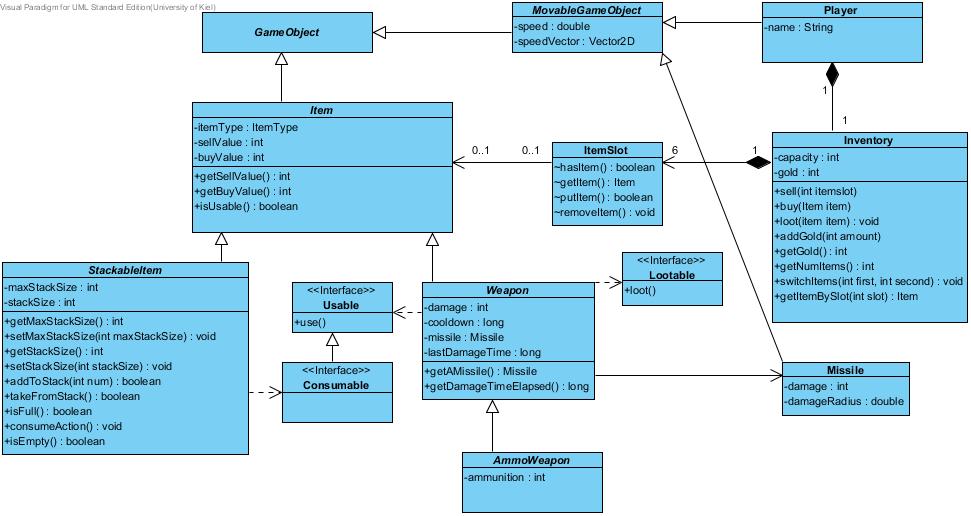 Visual Paradigm for UML Standard Edition(University of Kiel)
GameObject
MovableGameObject
-speed : double
-speedVector : Vector2D
Player
-name : String
1
1
Item
-itemType : ItemType
-sellValue : int
-buyValue : int
+getSellValue() : int
+getBuyValue() : int
+isUsable() : boolean
0..1
0..1
ItemSlot
~hasItem() : boolean
~getItem() : Item
~putItem() : boolean
~removeItem() : void
6
1
Inventory
-capacity : int
-gold : int
+sell(int itemslot)
+buy(Item item)
+loot(item item) : void
+addGold(int amount)
+getGold() : int
+getNumItems() : int
+switchItems(int first, int second) : void
+getItemBySlot(int slot) : Item
StackableItem
-maxStackSize : int
-stackSize : int
+getMaxStackSize() : int
+setMaxStackSize(int maxStackSize) : void
+getStackSize() : int
+setStackSize(int stackSize) : void
+addToStack(int num) : boolean
+takeFromStack() : boolean
+isFull() : boolean
+consumeAction() : void
+isEmpty() : boolean
<<Interface>>
Usable
+use()
<<Interface>>
Consumable
Weapon
-damage : int
-cooldown : long
-missile : Missile
-lastDamageTime : long
+getAMissile() : Missile
+getDamageTimeElapsed() : long
<<Interface>>
Lootable
+loot()
Missile
-damage : int
-damageRadius : double
AmmoWeapon
-ammunition : int